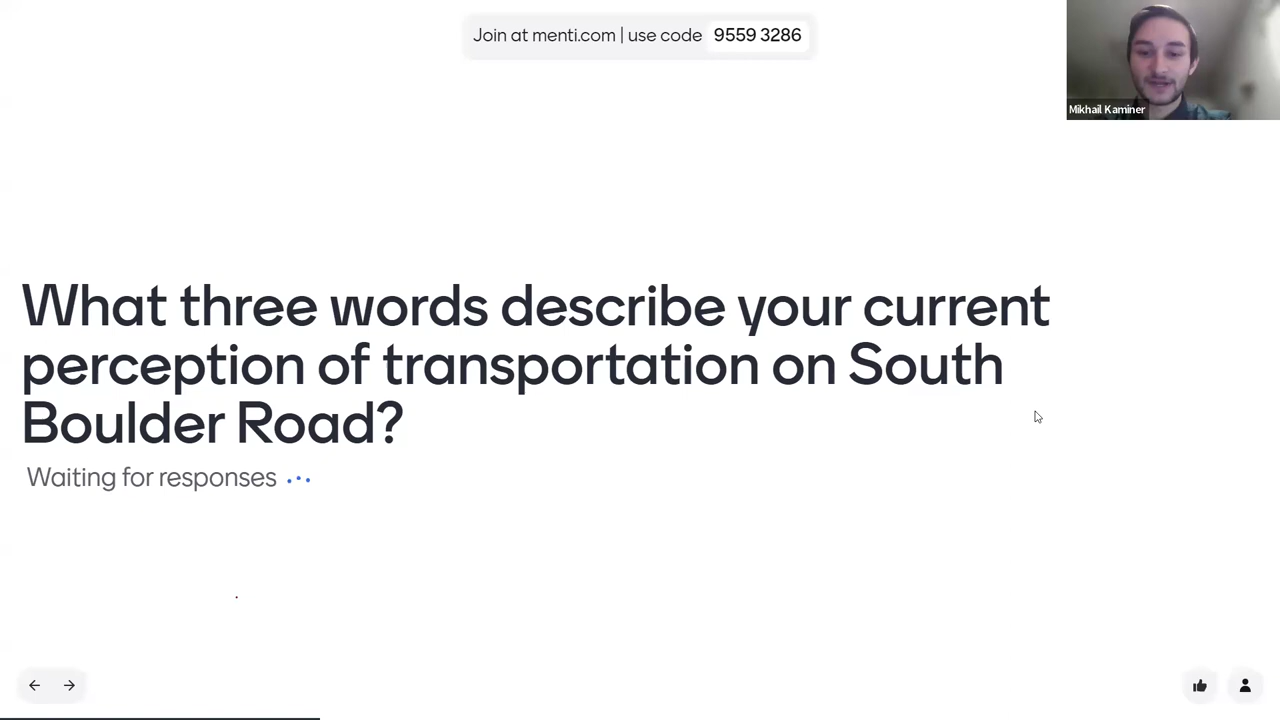 Join at menti.com | use code 9559 3286
Mikhail Kaminer
What three words describe your current
perception of transportation on South
Boulder Road?
Waiting for responses